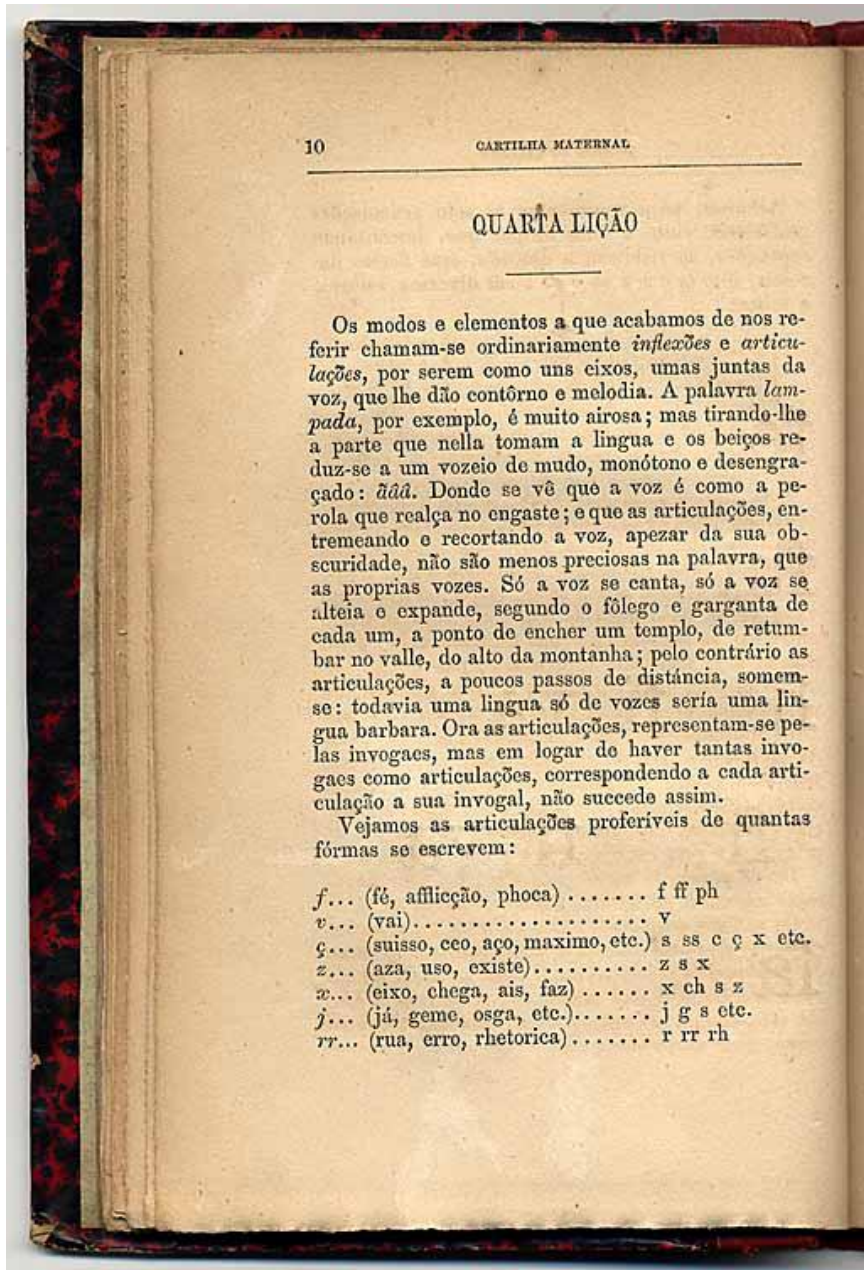 10 CARTILHA MATERNAL
QUARTA LIÇÃO
Os modos e elementos a que acabamos de nos re-
ferir chamam-se ordinariamente inflexões e articu-
lações, por serem como uns eixos, umas juntas da
voz, que lhe dão contôrno e melodia. A palavra lam-
pada, por exemplo, é muito airosa; mas tirando-lhe
a parte que nella tomam a lingua e os beiços re-
duz-se a um vozeio de mudo, monótono e desengra-
çado: ãââ. Donde se vê que a voz é como a pe-
rola que realça no engaste; e que as articulações, en-
tremeando e recortando a voz, apezar da sua ob-
scuridade, não são menos preciosas na palavra, que
as proprias vozes. Só a voz se canta, só a voz se
alteia e expande, segundo o fôlego e garganta de
cada um, a ponto de encher um templo, de retum-
bar no valle, do alto da montanha; pelo contrário as
articulações, a poucos passos de distáncia, somem-
se: todavia uma lingua só de vozes sería uma lin-
gua barbara. Ora as articulações, representam-se pe-
las invogaes, mas em logar de haver tantas invo-
gaes como articulações, correspondendo a cada arti-
culação a sua invogal, não succede assim.
Vejamos as articulações proferíveis de quantas
fórmas se escrevem:
f... (fé, afflicção, phoca) ....... f ff ph
v... (vai)..................... v
ç... (suisso, ceo, aço, maximo, etc.) s ss c ç x etc.
z... (aza, uso, existe).......... z s x
x... (eixo, chega, ais, faz) ...... x ch s z
j... (já, geme, osga, etc.)....... j g s etc.
rr... (rua, erro, rhetorica) ....... r rr rh